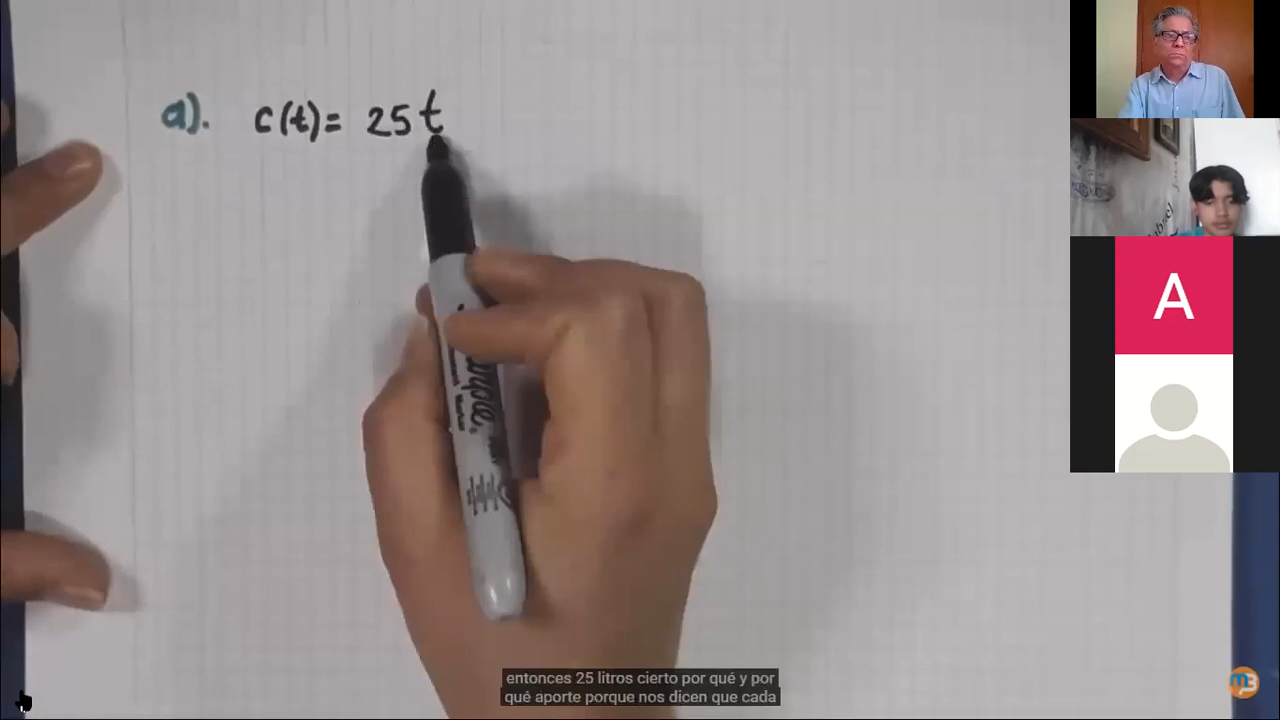 a). c(t)= 25t
A
entonces 25 litros cierto por qué y por
qué aporte porque nos dicen que cada